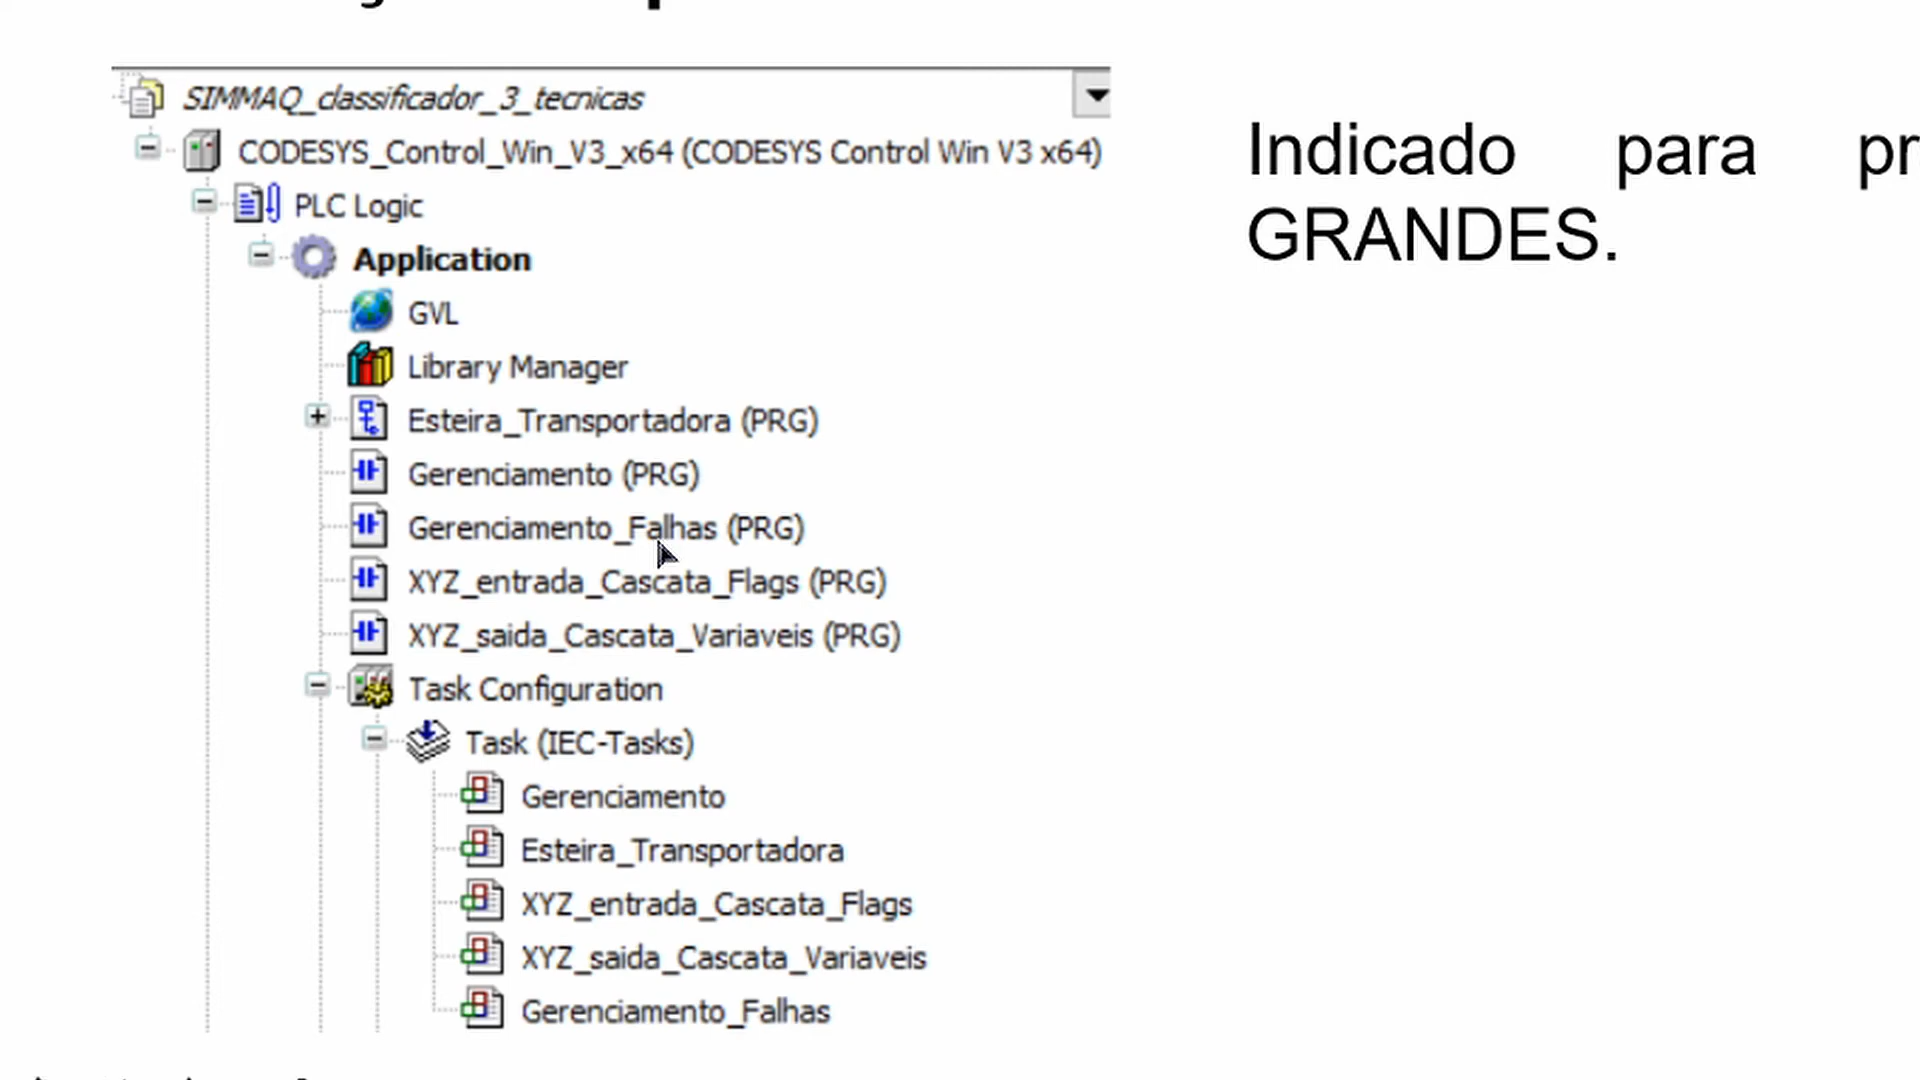 SIMMAQ_classificador_3_tecnicas
CODESYS_Control_Win_V3_x64 (CODESYS Control Win V3 x64)
PLC Logic
Application
GVL
Library Manager
Esteira_Transportadora (PRG)
Gerenciamento (PRG)
Gerenciamento_Falhas (PRG)
XYZ_entrada_Cascata_Flags (PRG)
XYZ_saida_Cascata_Variaveis (PRG)
Task Configuration
Task (IEC-Tasks)
Gerenciamento
Esteira_Transportadora
XYZ_entrada_Cascata_Flags
XYZ_saida_Cascata_Variaveis
Gerenciamento_Falhas
Indicado para pr
GRANDES.